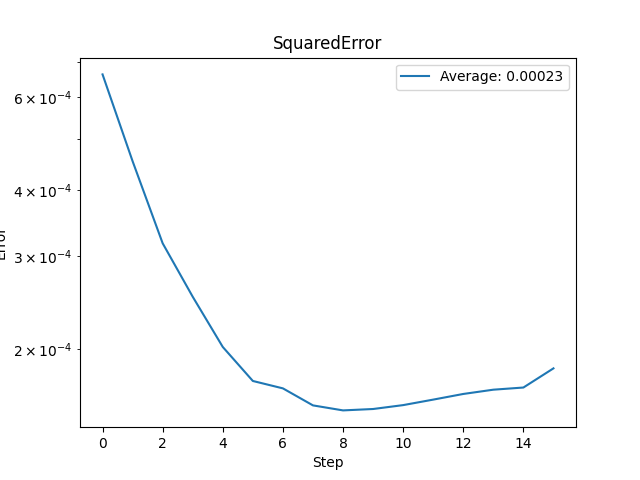 SquaredError
Average: 0.00023
6 × 10⁻⁴
4 × 10⁻⁴
3 × 10⁻⁴
2 × 10⁻⁴
Error
0 2 4 6 8 10 12 14
Step